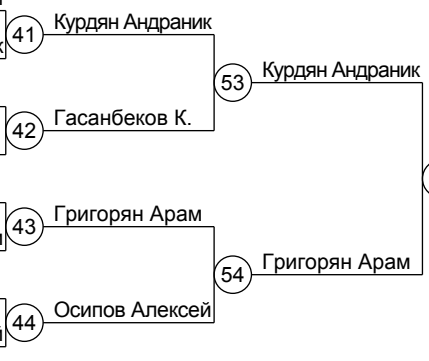 41
Курдян Андраник
53
Курдян Андраник
42
Гасанбеков К.
43
Григорян Арам
54
Григорян Арам
44
Осипов Алексей